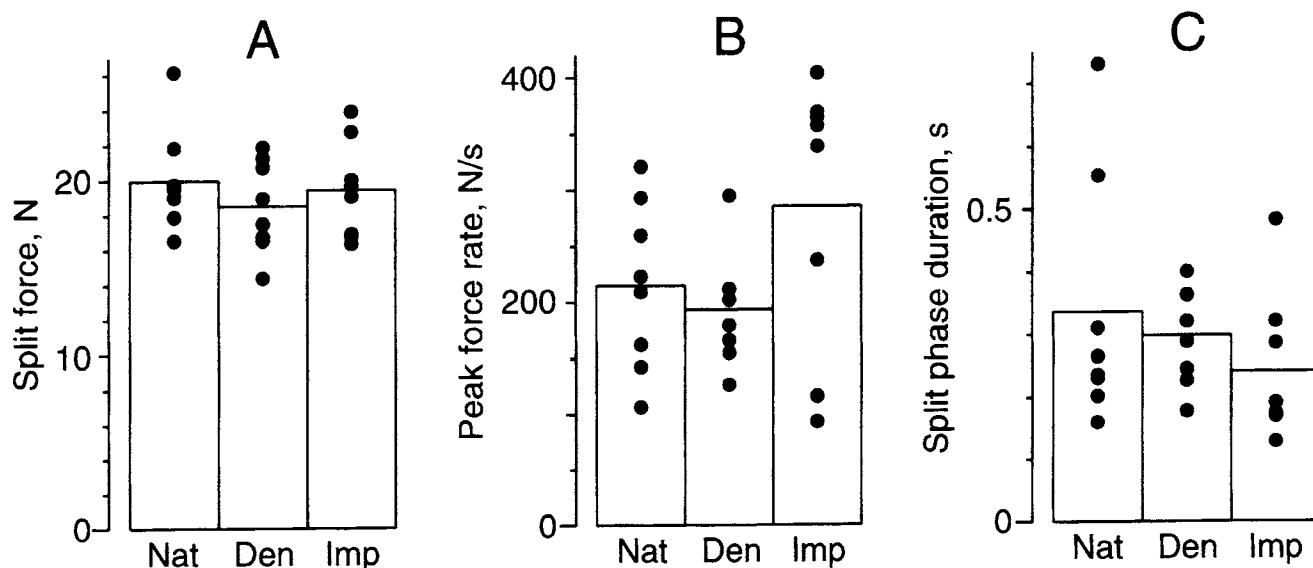 A
Split force, N
20
10
0
Nat Den Imp
B
Peak force rate, N/s
400
200
0
Nat Den Imp
C
Split phase duration, s
0.5
0
Nat Den Imp